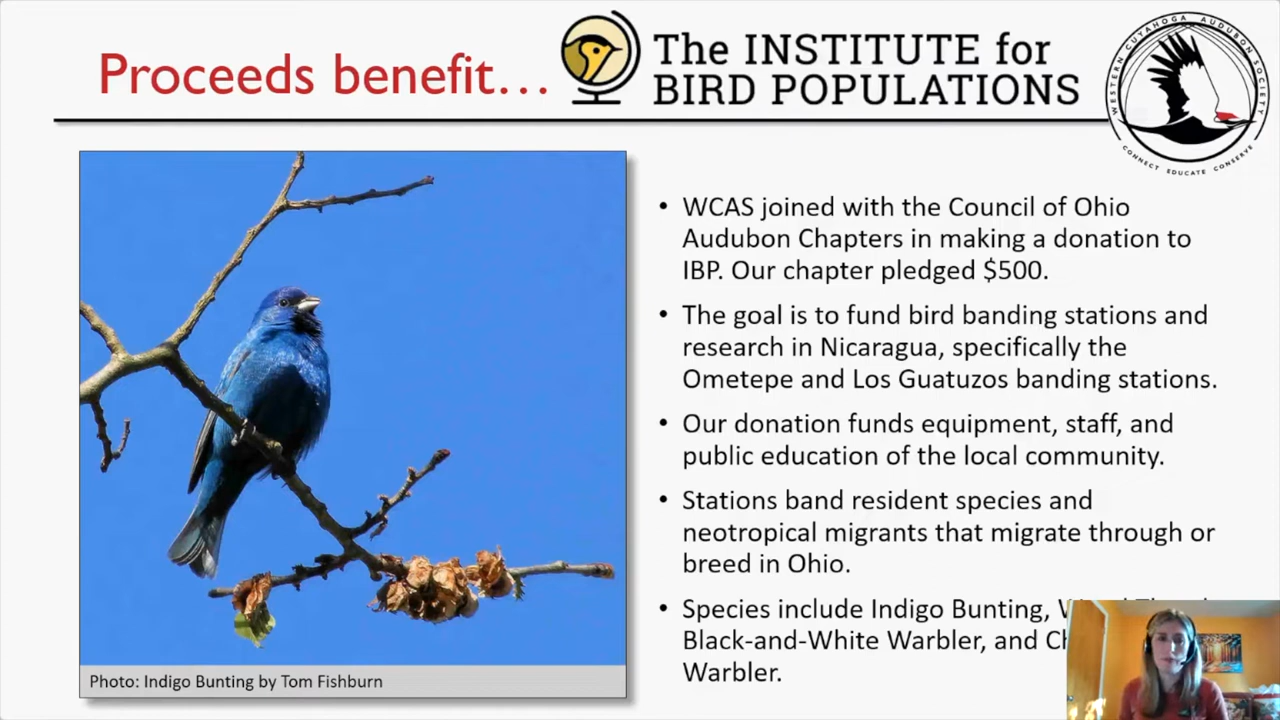 Proceeds benefit…
The INSTITUTE for
BIRD POPULATIONS
WESTERN CUYAHOGA AUDUBON SOCIETY
CONNECT EDUCATE CONSERVE
• WCAS joined with the Council of Ohio
Audubon Chapters in making a donation to
IBP. Our chapter pledged $500.
• The goal is to fund bird banding stations and
research in Nicaragua, specifically the
Ometepe and Los Guatuzos banding stations.
• Our donation funds equipment, staff, and
public education of the local community.
• Stations band resident species and
neotropical migrants that migrate through or
breed in Ohio.
• Species include Indigo Bunting,
Black-and-White Warbler, and
Warbler.
Photo: Indigo Bunting by Tom Fishburn